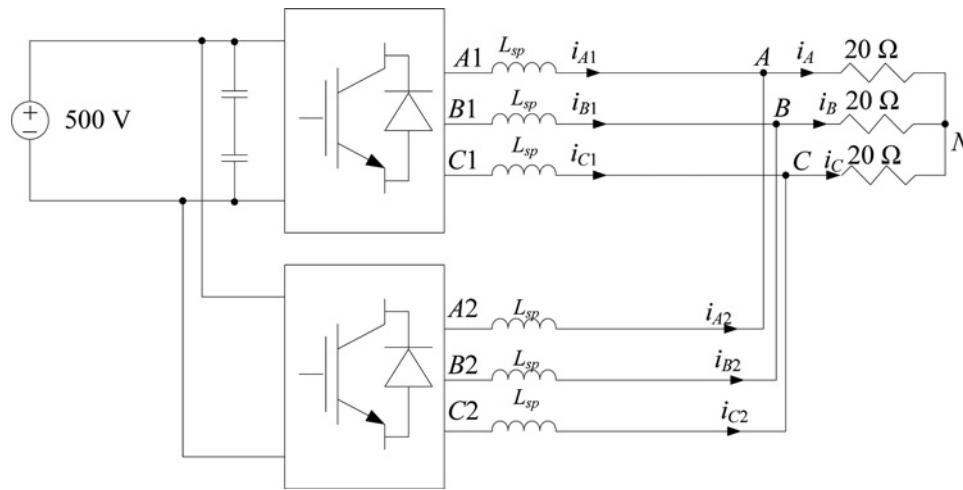 A1 L_sp i_A1 A i_A 20 Ω
500 V B1 L_sp i_B1 B i_B 20 Ω
C1 L_sp i_C1 C i_C 20 Ω
N
A2 L_sp i_A2
B2 L_sp i_B2
C2 L_sp i_C2